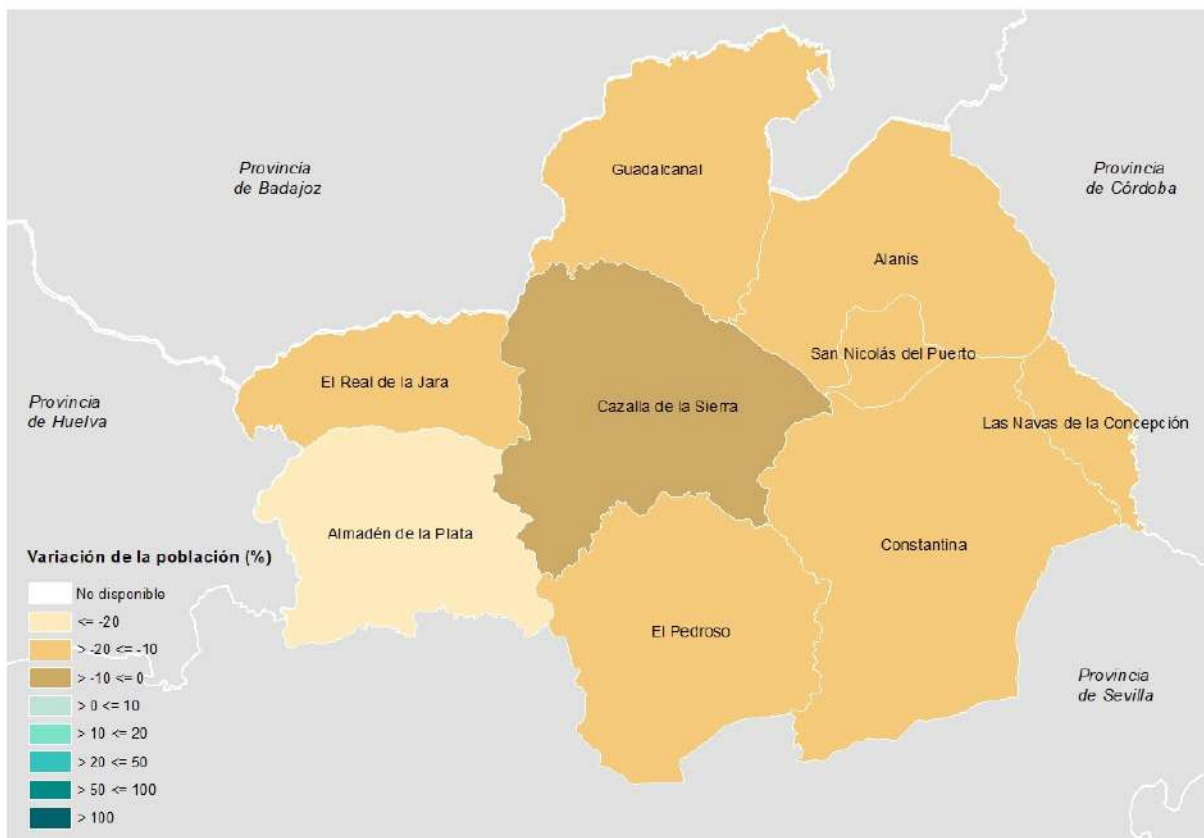 Provincia
de Badajoz
Guadalcanal
Provincia
de Córdoba
Alanis
San Nicolás del Puerto
El Real de la Jara
Provincia
de Huelva
Cazalla de la Sierra
Las Navas de la Concepción
Almadén de la Plata
Constantina
El Pedroso
Provincia
de Sevilla
Variación de la población (%)
No disponible
<= -20
> -20 <= -10
> -10 <= 0
> 0 <= 10
> 10 <= 20
> 20 <= 50
> 50 <= 100
> 100